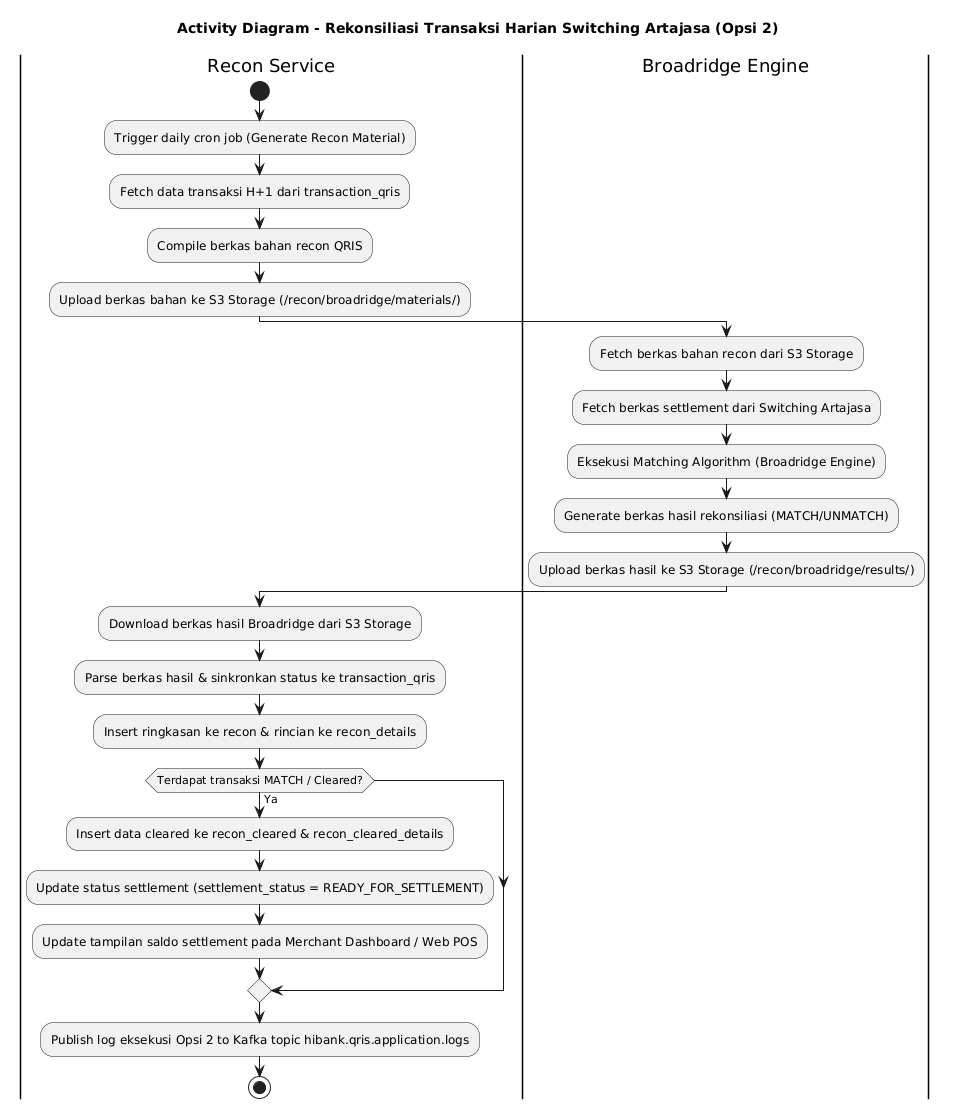 Activity Diagram - Rekonsiliasi Transaksi Harian Switching Artajasa (Opsi 2)
Recon Service
Broadridge Engine
Trigger daily cron job (Generate Recon Material)
Fetch data transaksi H+1 dari transaction_qris
Compile berkas bahan recon QRIS
Upload berkas bahan ke S3 Storage (/recon/broadridge/materials/)
Fetch berkas bahan recon dari S3 Storage
Fetch berkas settlement dari Switching Artajasa
Eksekusi Matching Algorithm (Broadridge Engine)
Generate berkas hasil rekonsiliasi (MATCH/UNMATCH)
Upload berkas hasil ke S3 Storage (/recon/broadridge/results/)
Download berkas hasil Broadridge dari S3 Storage
Parse berkas hasil & sinkronkan status ke transaction_qris
Insert ringkasan ke recon & rincian ke recon_details
Terdapat transaksi MATCH / Cleared?
Ya
Insert data cleared ke recon_cleared & recon_cleared_details
Update status settlement (settlement_status = READY_FOR_SETTLEMENT)
Update tampilan saldo settlement pada Merchant Dashboard / Web POS
Publish log eksekusi Opsi 2 to Kafka topic hibank.qris.application.logs